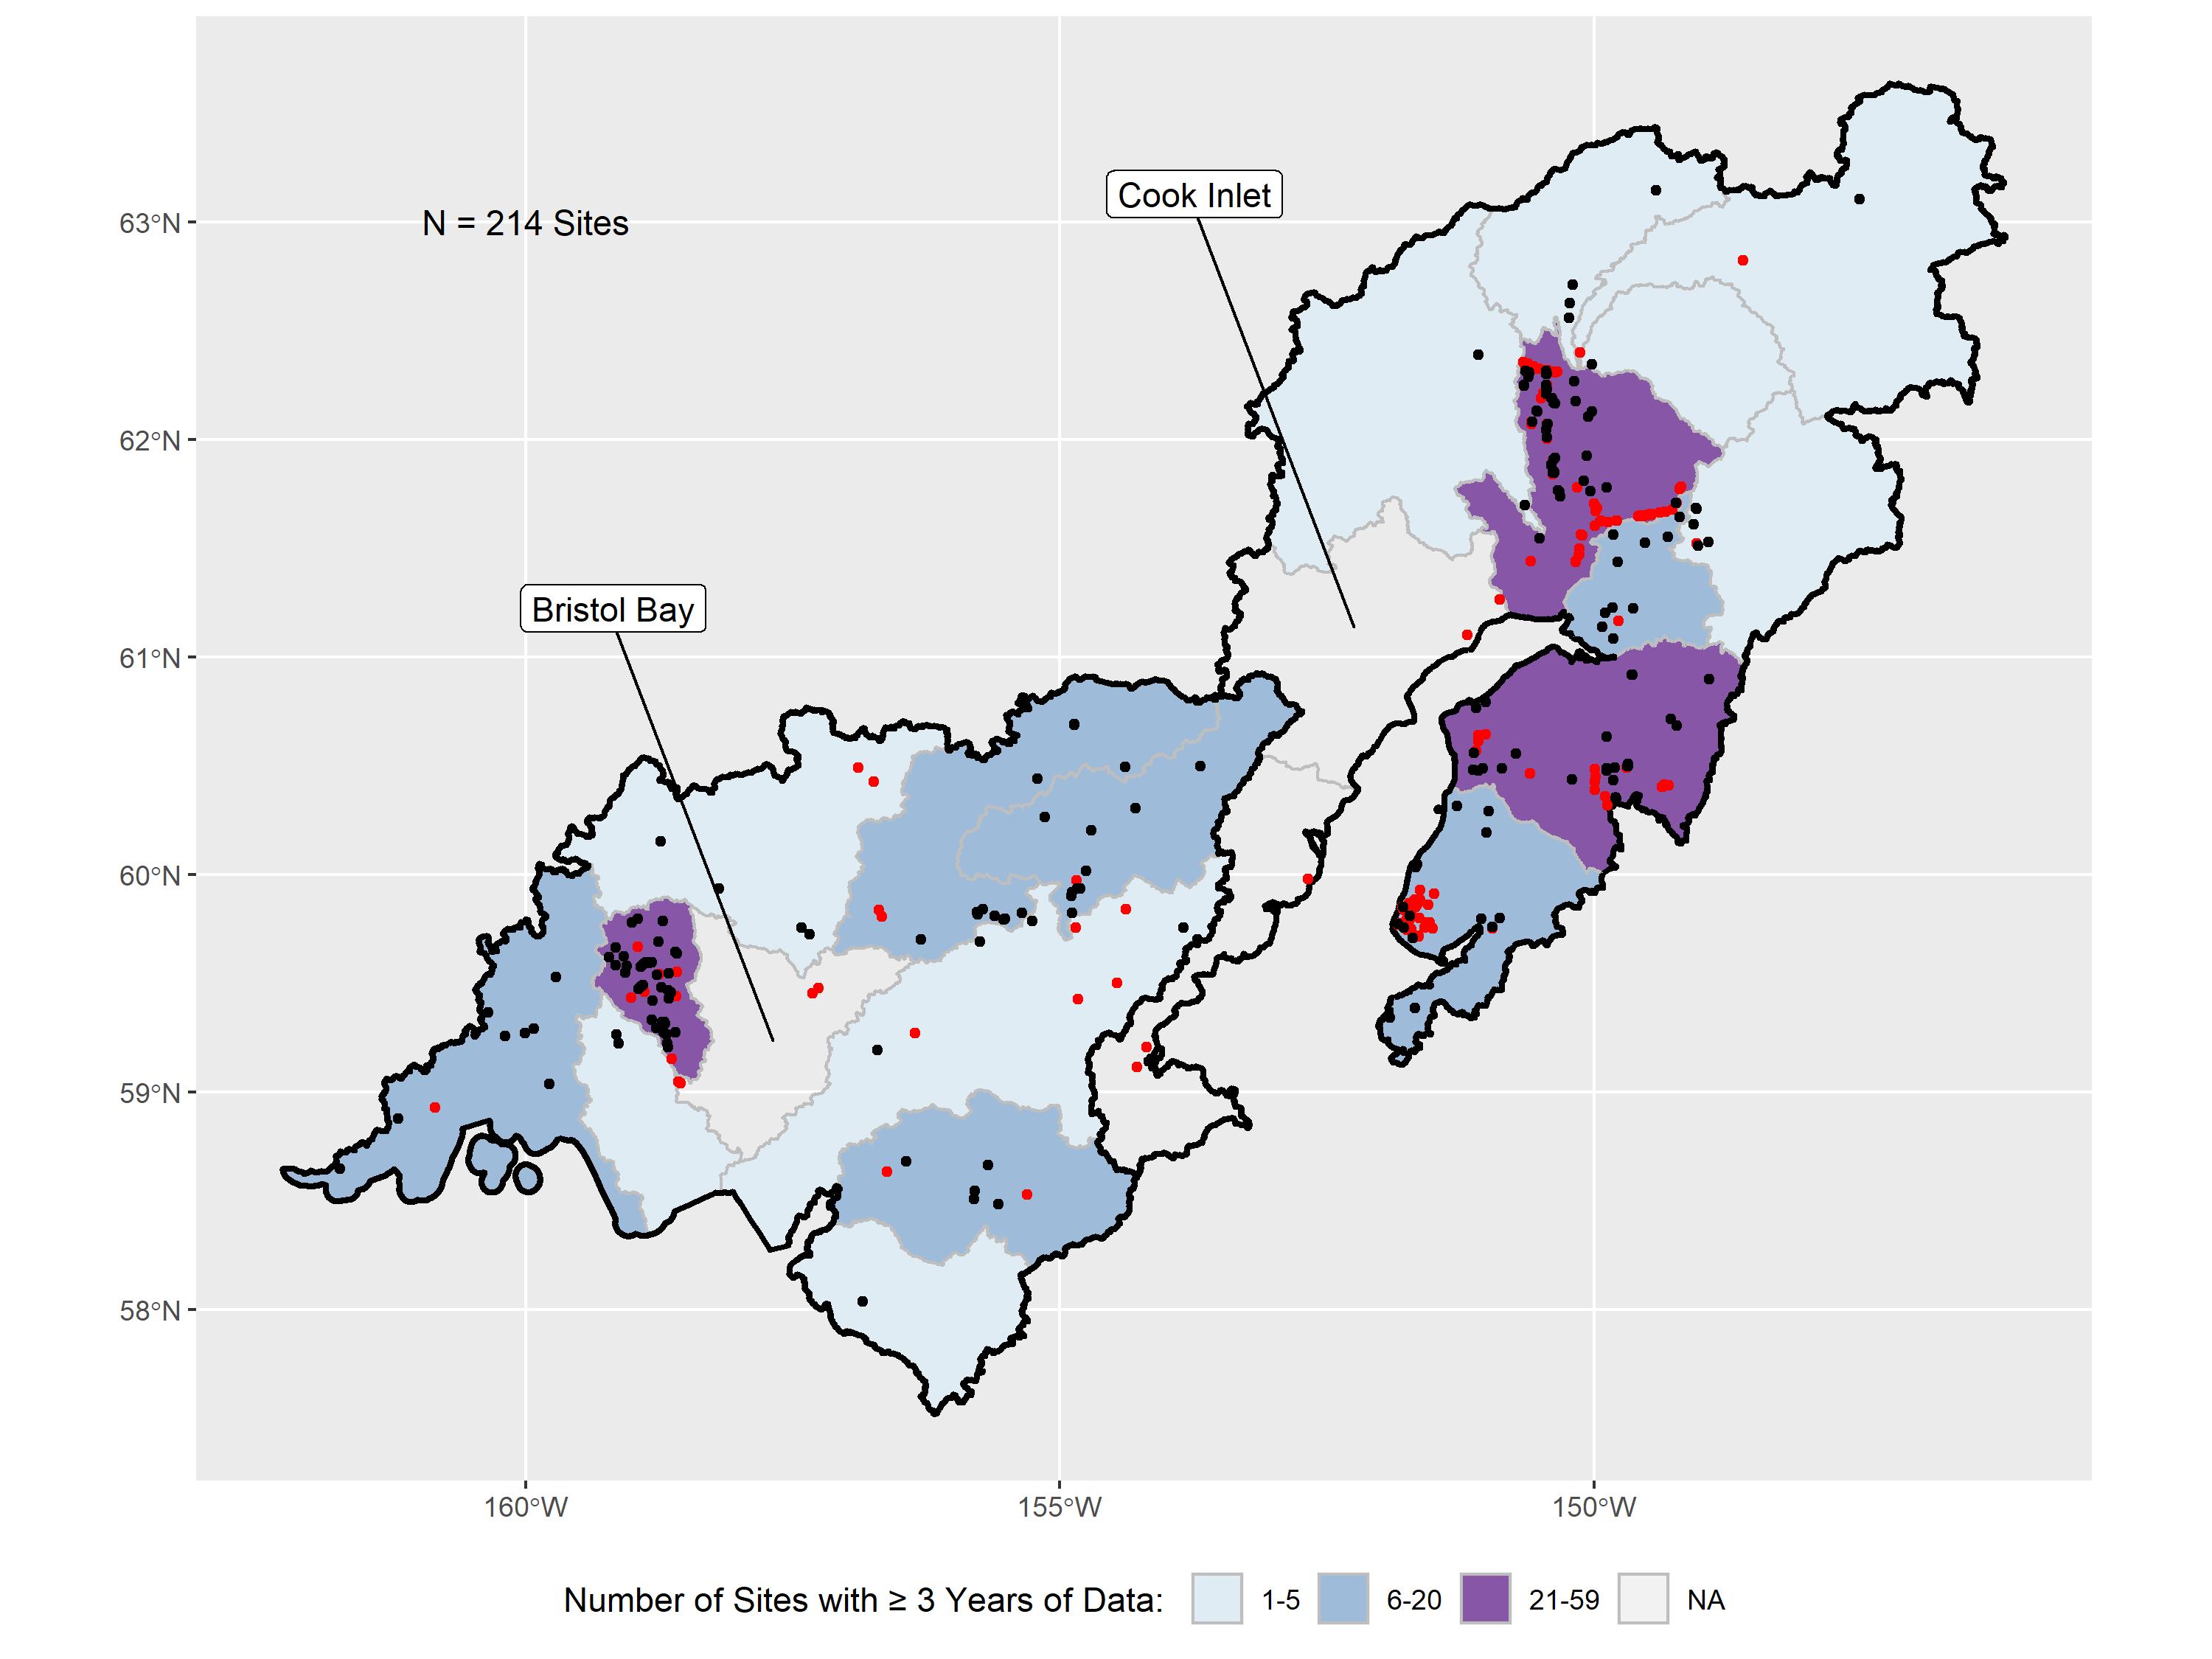 Cook Inlet
N = 214 Sites
Bristol Bay
63°N
62°N
61°N
60°N
59°N
58°N
160°W 155°W 150°W
Number of Sites with ≥ 3 Years of Data: 1-5 6-20 21-59 NA